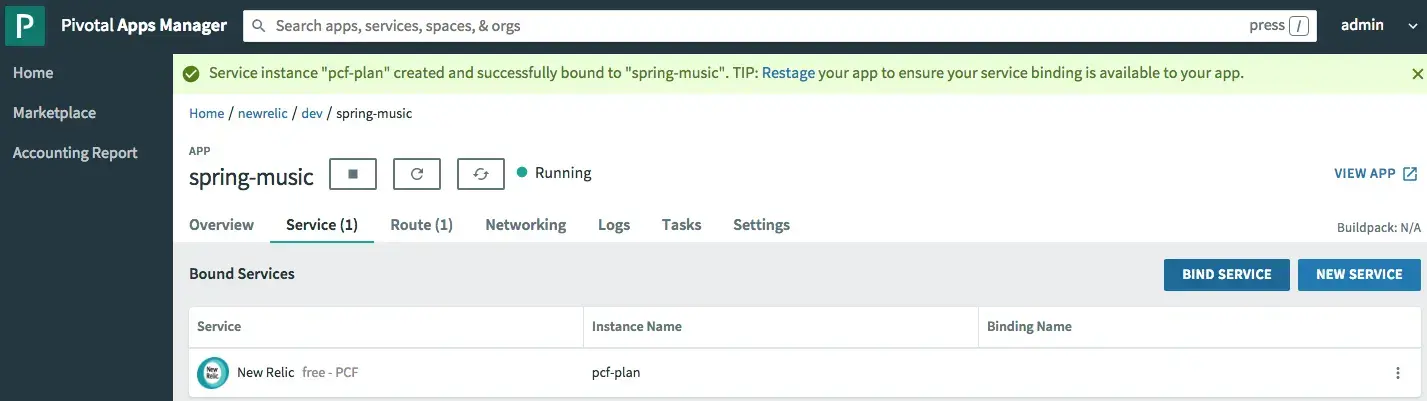 P Pivotal Apps Manager Search apps, services, spaces, & orgs press / admin
Home
Marketplace
Accounting Report
Service instance "pcf-plan" created and successfully bound to "spring-music". TIP: Restage your app to ensure your service binding is available to your app.
Home / newrelic / dev / spring-music
APP
spring-music Running VIEW APP
Overview Service (1) Route (1) Networking Logs Tasks Settings Buildpack: N/A
Bound Services BIND SERVICE NEW SERVICE
Service Instance Name Binding Name
New Relic New Relic free - PCF pcf-plan